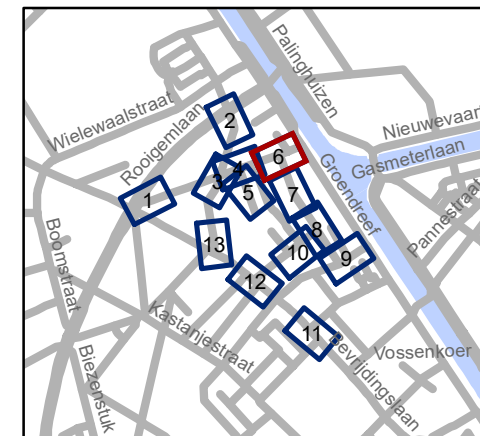 Palinghuizen
Wielewaalstraat
Rooigemlaan
Nieuwevaart
Gasmeterlaan
Groendreef
Pannestraat
Boomstraat
Kastanjestraat
Biezenstuk
Bevrijdingslaan
Vossenkoer
1
2
3
4
5
6
7
8
9
10
11
12
13